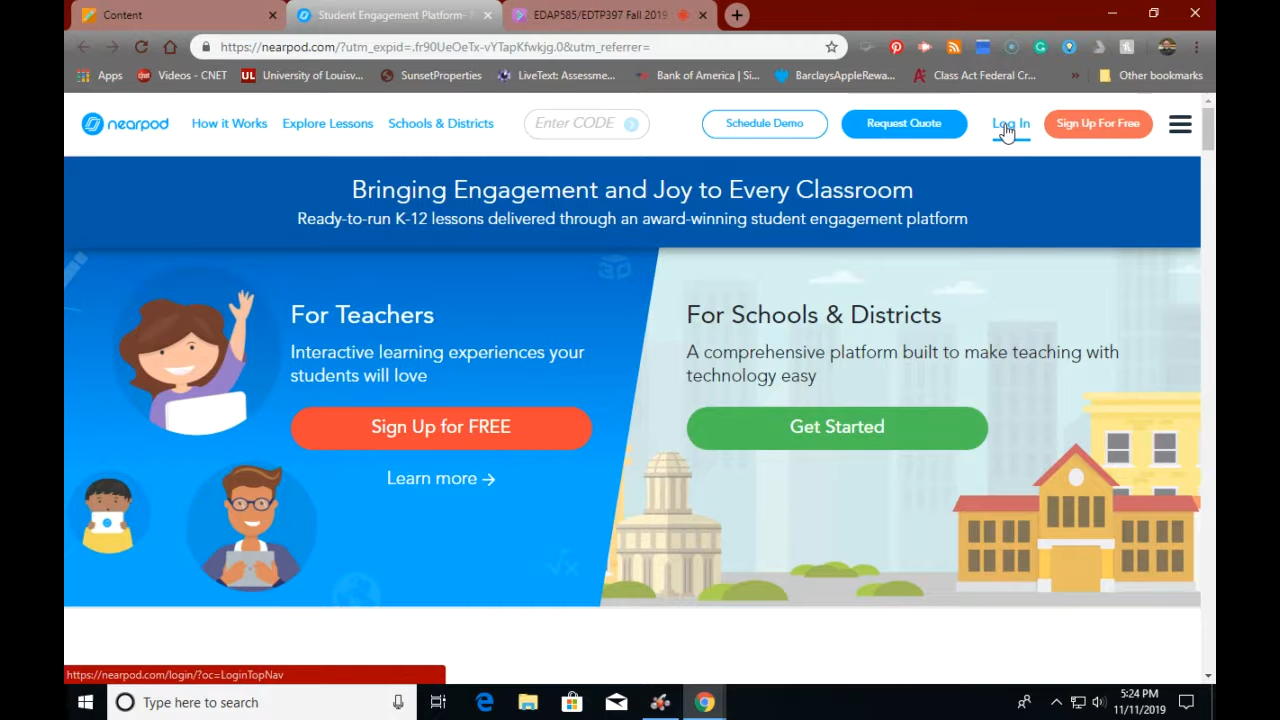 Content
Student Engagement Platform-
EDAP585/EDTP397 Fall 2019
https://nearpod.com/?utm_expid=.fr90UeOeTx-vYTapKfwkjg.0&utm_referrer=
Apps
Videos - CNET
University of Louisv...
SunsetProperties
LiveText: Assessme...
Bank of America | Si...
BarclaysAppleRewa...
Class Act Federal Cr...
»
Other bookmarks
nearpod
How it Works
Explore Lessons
Schools & Districts
Enter CODE
Schedule Demo
Request Quote
Log In
Sign Up For Free
Bringing Engagement and Joy to Every Classroom
Ready-to-run K-12 lessons delivered through an award-winning student engagement platform
For Teachers
Interactive learning experiences your
students will love
Sign Up for FREE
Learn more →
For Schools & Districts
A comprehensive platform built to make teaching with
technology easy
Get Started
https://nearpod.com/login/?oc=LoginTopNav
Type here to search
5:24 PM
11/11/2019